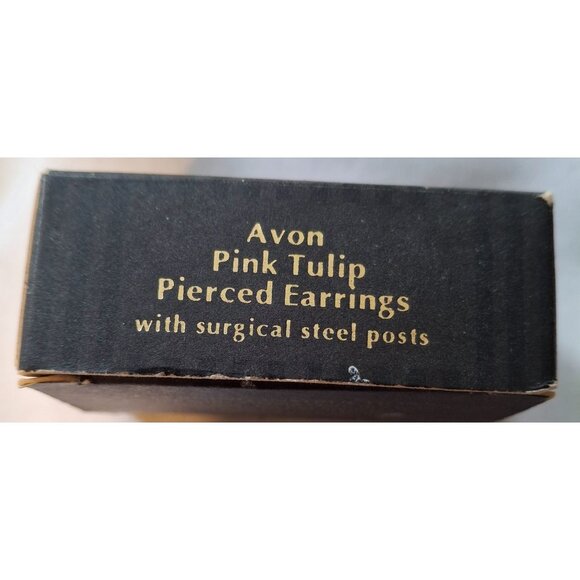 Avon
Pink Tulip
Pierced Earrings
with surgical steel posts